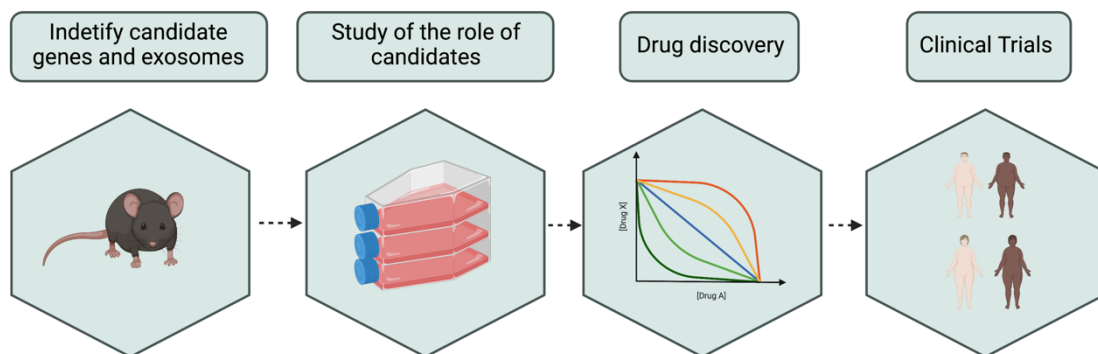 Indetify candidate
genes and exosomes
Study of the role of
candidates
Drug discovery
Clinical Trials
[Drug X]
[Drug A]